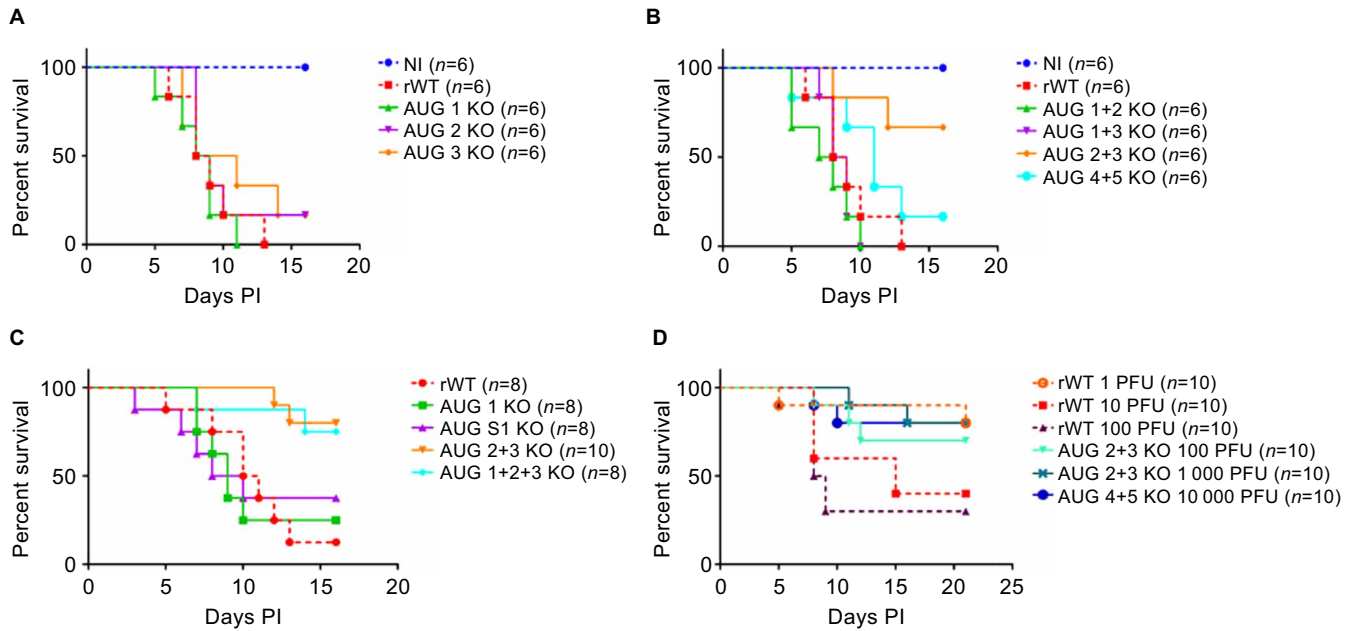 A
Percent survival
100
50
0
0 5 10 15 20
Days PI
NI (n=6)
rWT (n=6)
AUG 1 KO (n=6)
AUG 2 KO (n=6)
AUG 3 KO (n=6)
B
Percent survival
100
50
0
0 5 10 15 20
Days PI
NI (n=6)
rWT (n=6)
AUG 1+2 KO (n=6)
AUG 1+3 KO (n=6)
AUG 2+3 KO (n=6)
AUG 4+5 KO (n=6)
C
Percent survival
100
50
0
0 5 10 15 20
Days PI
rWT (n=8)
AUG 1 KO (n=8)
AUG S1 KO (n=8)
AUG 2+3 KO (n=10)
AUG 1+2+3 KO (n=8)
D
Percent survival
100
50
0
0 5 10 15 20 25
Days PI
rWT 1 PFU (n=10)
rWT 10 PFU (n=10)
rWT 100 PFU (n=10)
AUG 2+3 KO 100 PFU (n=10)
AUG 2+3 KO 1 000 PFU (n=10)
AUG 4+5 KO 10 000 PFU (n=10)